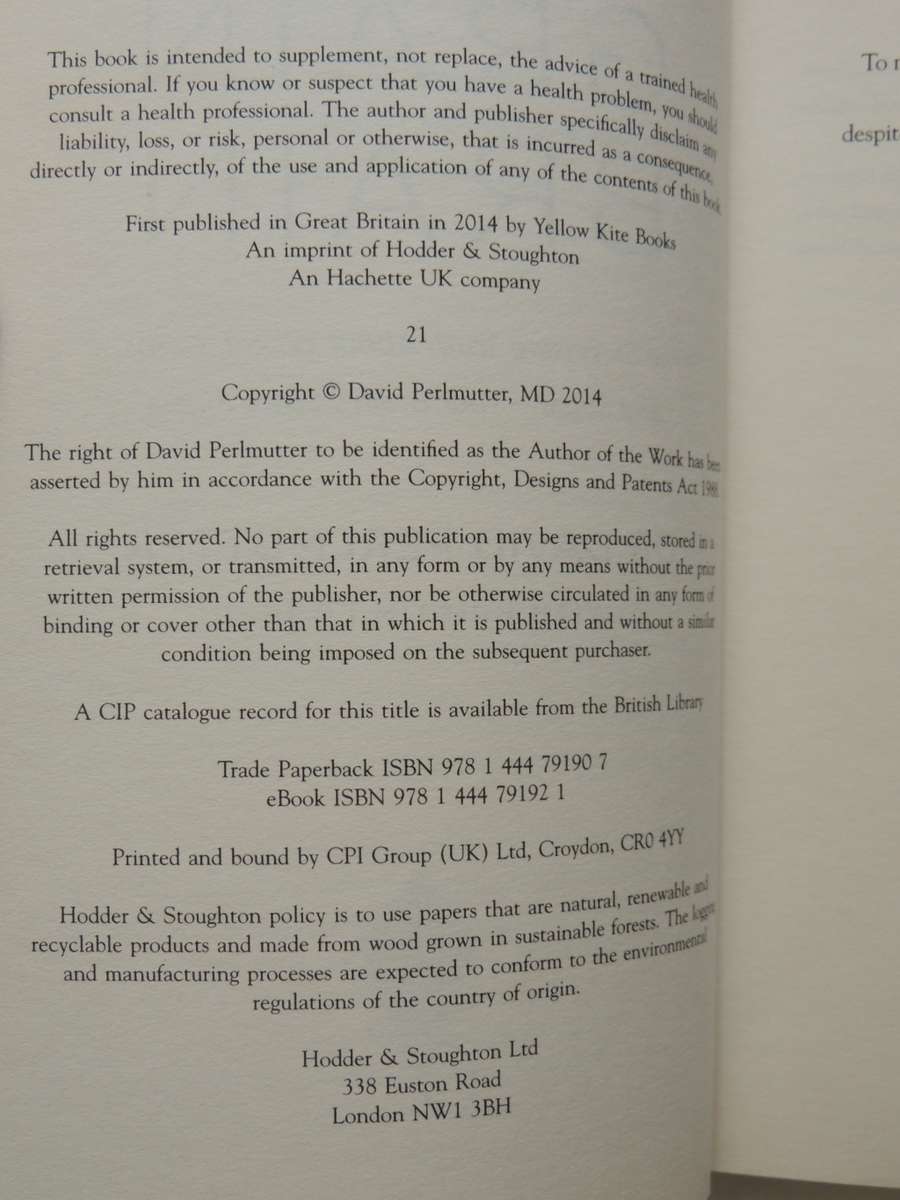 This book is intended to supplement, not replace, the advice of a trained health
professional. If you know or suspect that you have a health problem, you should
consult a health professional. The author and publisher specifically disclaim any
liability, loss, or risk, personal or otherwise, that is incurred as a consequence,
directly or indirectly, of the use and application of any of the contents of this book
First published in Great Britain in 2014 by Yellow Kite Books
An imprint of Hodder & Stoughton
An Hachette UK company
21
Copyright © David Perlmutter, MD 2014
The right of David Perlmutter to be identified as the Author of the Work has been
asserted by him in accordance with the Copyright, Designs and Patents Act 1988
All rights reserved. No part of this publication may be reproduced, stored in a
retrieval system, or transmitted, in any form or by any means without the prior
written permission of the publisher, nor be otherwise circulated in any form of
binding or cover other than that in which it is published and without a similar
condition being imposed on the subsequent purchaser.
A CIP catalogue record for this title is available from the British Library
Trade Paperback ISBN 978 1 444 79190 7
eBook ISBN 978 1 444 79192 1
Printed and bound by CPI Group (UK) Ltd, Croydon, CR0 4YY
Hodder & Stoughton policy is to use papers that are natural, renewable and
recyclable products and made from wood grown in sustainable forests. The
and manufacturing processes are expected to conform to the environmental
regulations of the country of origin.
Hodder & Stoughton Ltd
338 Euston Road
London NW1 3BH
To
despit